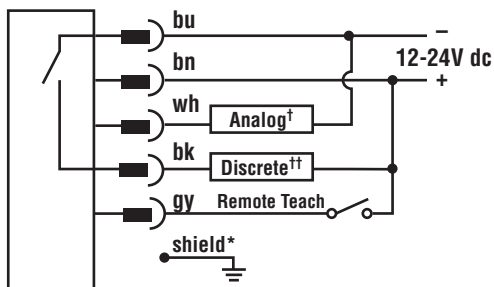 bu
–
12-24V dc
bn
+
wh
Analog†
bk
Discrete††
gy
Remote Teach
shield*